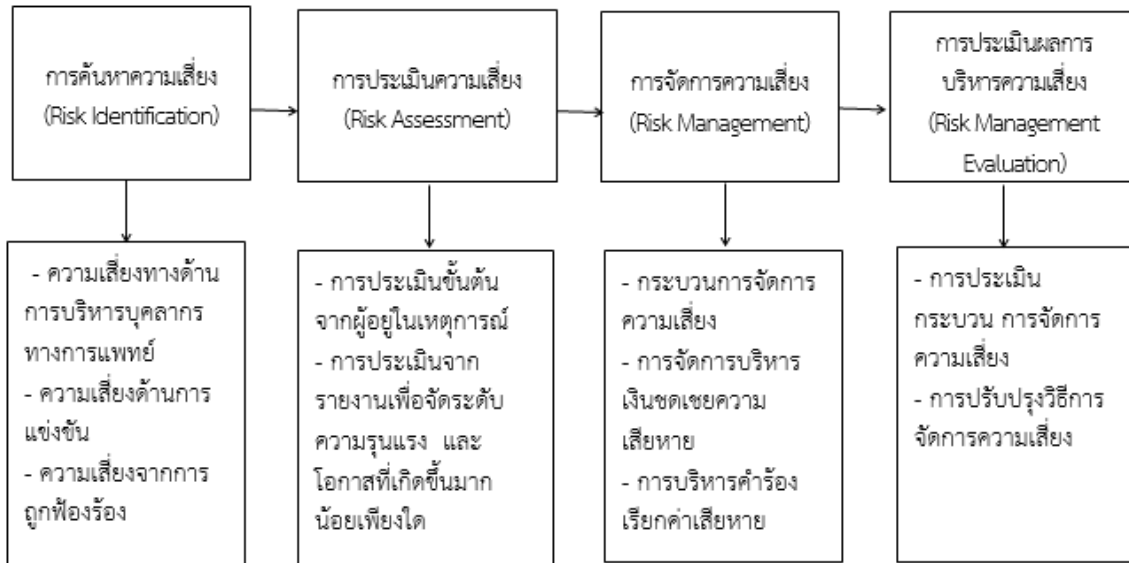 การค้นหาความเสี่ยง
(Risk Identification)
การประเมินความเสี่ยง
(Risk Assessment)
การจัดการความเสี่ยง
(Risk Management)
การประเมินผลการ
บริหารความเสี่ยง
(Risk Management
Evaluation)
- ความเสี่ยงทางด้าน
การบริหารบุคลากร
ทางการแพทย์
- ความเสี่ยงด้านการ
แข่งขัน
- ความเสี่ยงจากการ
ถูกฟ้องร้อง
- การประเมินขั้นต้น
จากผู้อยู่ในเหตุการณ์
- การประเมินจาก
รายงานเพื่อจัดระดับ
ความรุนแรง และ
โอกาสที่เกิดขึ้นมาก
น้อยเพียงใด
- กระบวนการจัดการ
ความเสี่ยง
- การจัดการบริหาร
เงินชดเชยความ
เสียหาย
- การบริหารคำร้อง
เรียกค่าเสียหาย
- การประเมิน
กระบวน การจัดการ
ความเสี่ยง
- การปรับปรุงวิธีการ
จัดการความเสี่ยง